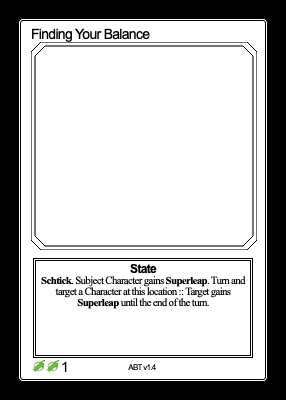 Finding Your Balance
State
Schtick. Subject Character gains Superleap. Turn and
target a Character at this location :: Target gains
Superleap until the end of the turn.
1 ABT v1.4